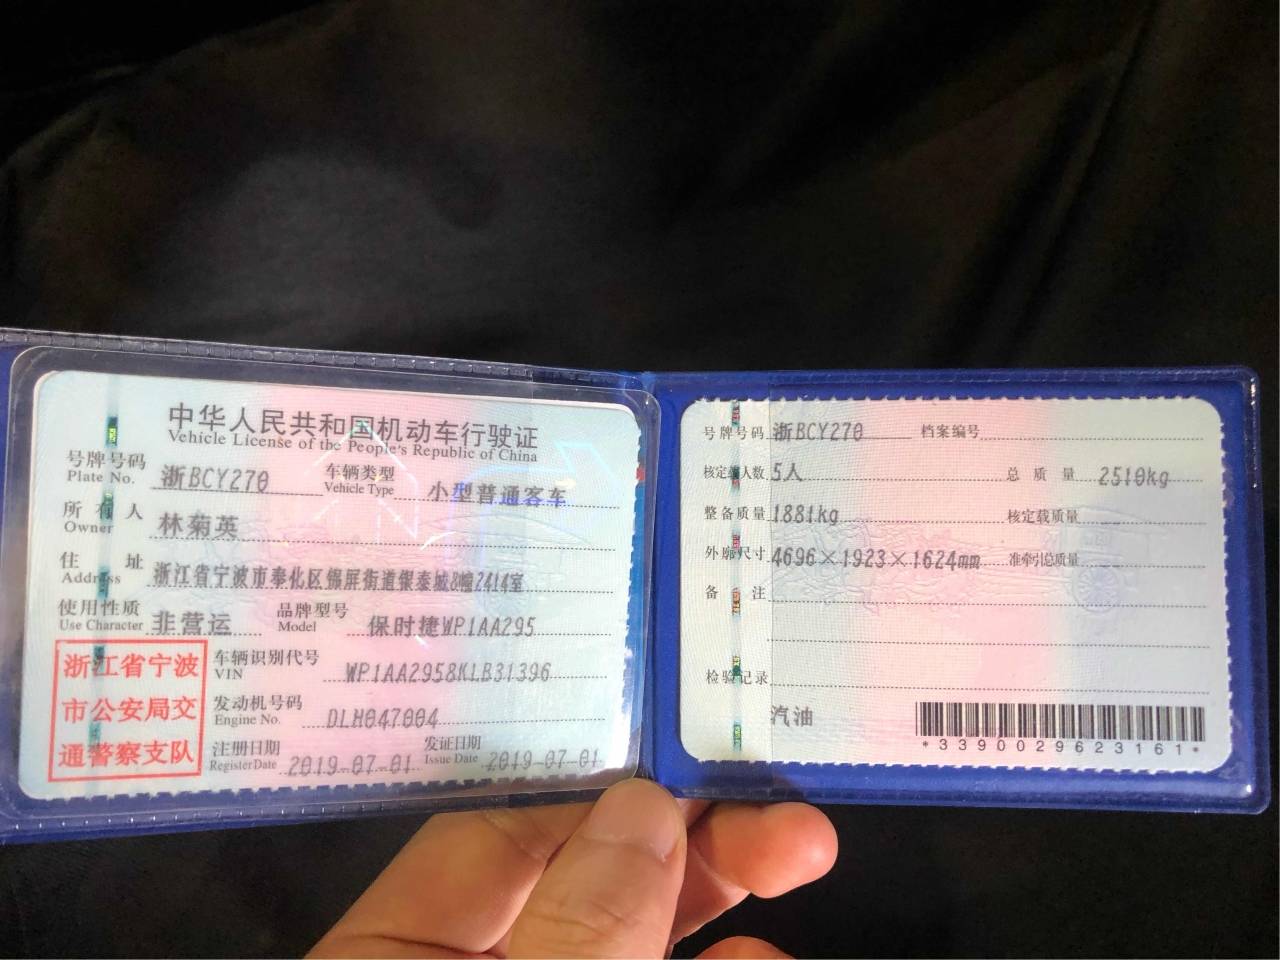 中华人民共和国机动车行驶证
Vehicle License of the People's Republic of China
号牌号码 浙BCY270 车辆类型 小型普通客车
Plate No. Vehicle Type
所有人 林菊英
Owner
住址 浙江省宁波市奉化区锦屏街道银泰城8幢2414室
Address
使用性质 非营运 品牌型号 保时捷WP1AA295
Use Character Model
浙江省宁波
市公安局交
通警察支队
车辆识别代号 WP1AA2958KLB31396
VIN
发动机号码 DLH047004
Engine No.
注册日期 2019-07-01 发证日期 2019-07-01
Register Date Issue Date
号牌号码 浙BCY270 档案编号
核定载人数 5人 总质量 2510kg
整备质量 1881kg 核定载质量
外廓尺寸 4696×1923×1624mm 准牵引总质量
备注
检验记录
汽油
*3390029623161*